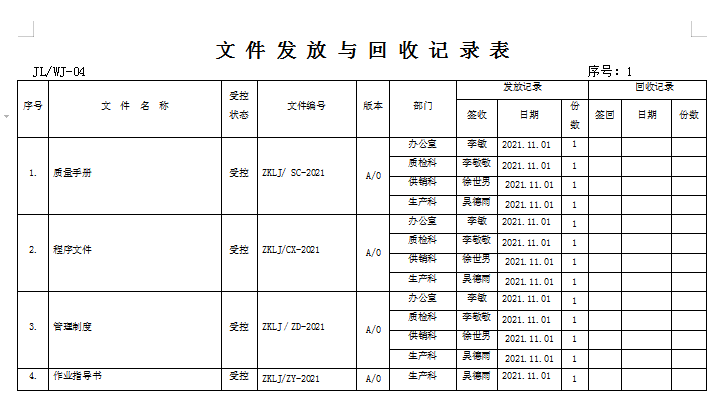 文件发放与回收记录表
JL/WJ-04 序号：1
序号 文件名称 受控状态 文件编号 版本 部门 发放记录 回收记录
签收 日期 份数 签回 日期 份数
1. 质量手册 受控 ZKLJ/ SC-2021 A/0 办公室 李敏 2021.11.01 1
质检科 李敏敏 2021.11.01 1
供销科 徐世男 2021.11.01 1
生产科 吴德雨 2021.11.01 1
2. 程序文件 受控 ZKLJ/CX-2021 A/0 办公室 李敏 2021.11.01 1
质检科 李敏敏 2021.11.01 1
供销科 徐世男 2021.11.01 1
生产科 吴德雨 2021.11.01 1
3. 管理制度 受控 ZKLJ/ZD-2021 A/0 办公室 李敏 2021.11.01 1
质检科 李敏敏 2021.11.01 1
供销科 徐世男 2021.11.01 1
生产科 吴德雨 2021.11.01 1
4. 作业指导书 受控 ZKLJ/ZY-2021 A/0 生产科 吴德雨 2021.11.01 1